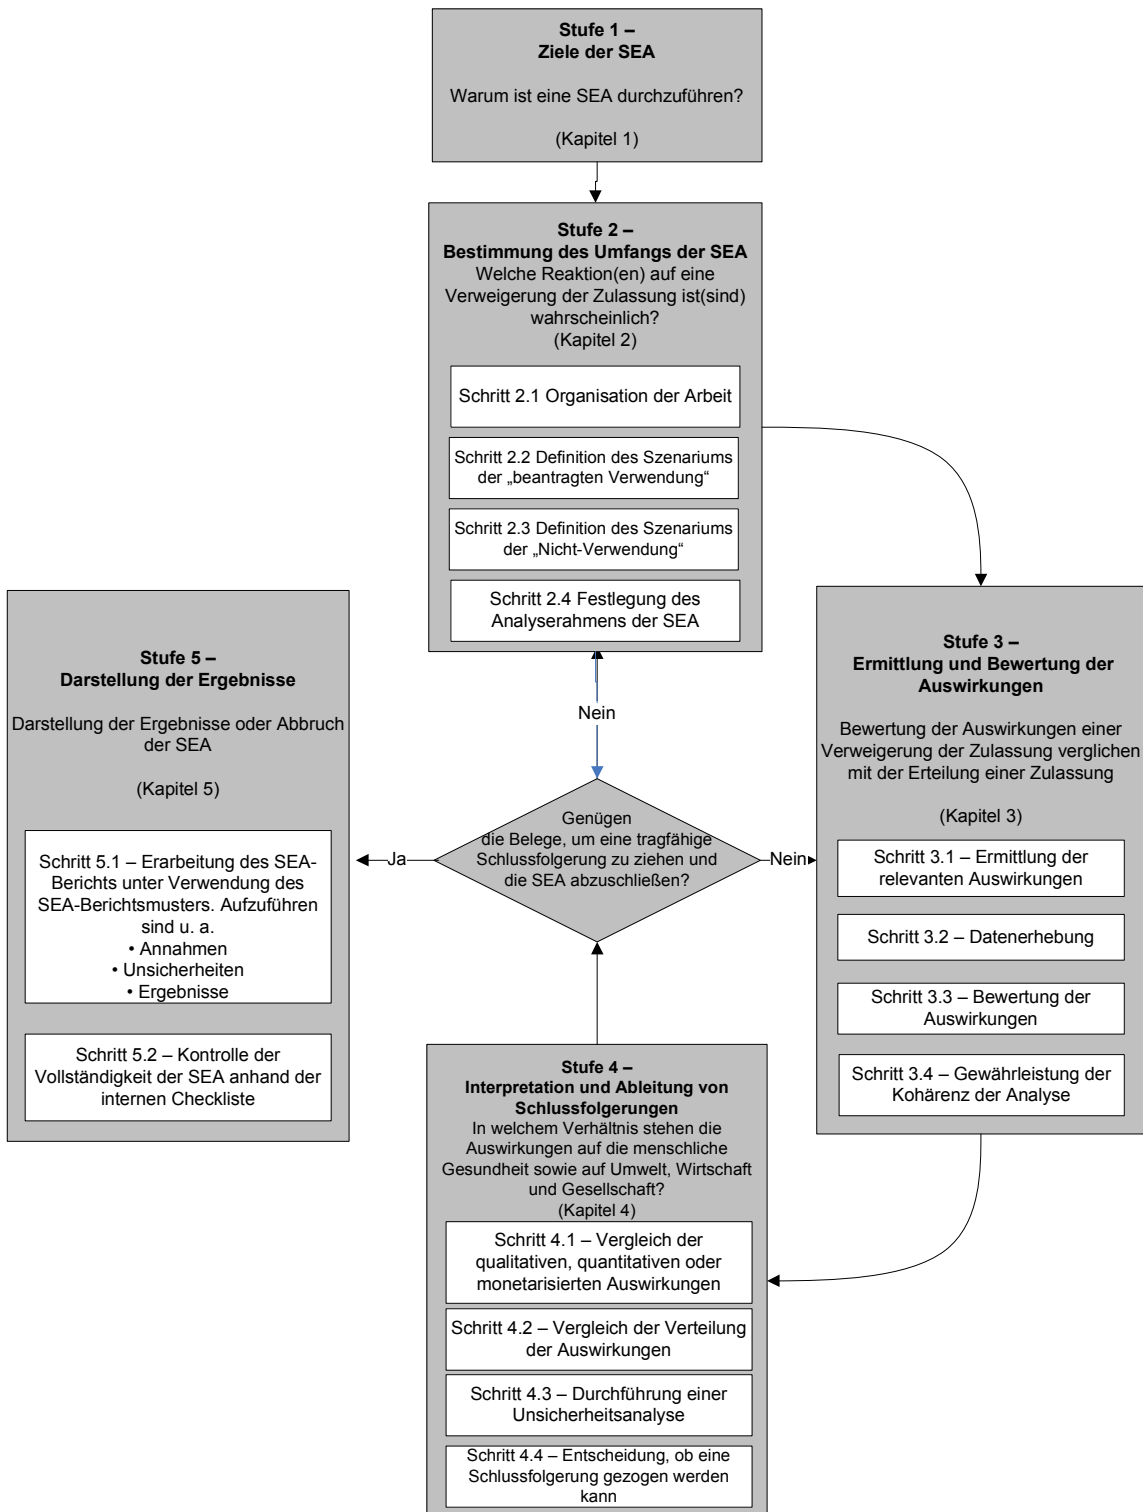 Stufe 1 –
Ziele der SEA
Warum ist eine SEA durchzuführen?
(Kapitel 1)
Stufe 2 –
Bestimmung des Umfangs der SEA
Welche Reaktion(en) auf eine
Verweigerung der Zulassung ist(sind)
wahrscheinlich?
(Kapitel 2)
Schritt 2.1 Organisation der Arbeit
Schritt 2.2 Definition des Szenariums
der „beantragten Verwendung“
Schritt 2.3 Definition des Szenariums
der „Nicht-Verwendung“
Schritt 2.4 Festlegung des
Analyserahmens der SEA
Stufe 3 –
Ermittlung und Bewertung der
Auswirkungen
Bewertung der Auswirkungen einer
Verweigerung der Zulassung verglichen
mit der Erteilung einer Zulassung
(Kapitel 3)
Schritt 3.1 – Ermittlung der
relevanten Auswirkungen
Schritt 3.2 – Datenerhebung
Schritt 3.3 – Bewertung der
Auswirkungen
Schritt 3.4 – Gewährleistung der
Kohärenz der Analyse
Stufe 4 –
Interpretation und Ableitung von
Schlussfolgerungen
In welchem Verhältnis stehen die
Auswirkungen auf die menschliche
Gesundheit sowie auf Umwelt, Wirtschaft
und Gesellschaft?
(Kapitel 4)
Schritt 4.1 – Vergleich der
qualitativen, quantitativen oder
monetarisierten Auswirkungen
Schritt 4.2 – Vergleich der Verteilung
der Auswirkungen
Schritt 4.3 – Durchführung einer
Unsicherheitsanalyse
Schritt 4.4 – Entscheidung, ob eine
Schlussfolgerung gezogen werden
kann
Genügen
die Belege, um eine tragfähige
Schlussfolgerung zu ziehen und
die SEA abzuschließen?
Nein
Nein
Ja
Stufe 5 –
Darstellung der Ergebnisse
Darstellung der Ergebnisse oder Abbruch
der SEA
(Kapitel 5)
Schritt 5.1 – Erarbeitung des SEA-
Berichts unter Verwendung des
SEA-Berichtsmusters. Aufzuführen
sind u. a.
• Annahmen
• Unsicherheiten
• Ergebnisse
Schritt 5.2 – Kontrolle der
Vollständigkeit der SEA anhand der
internen Checkliste